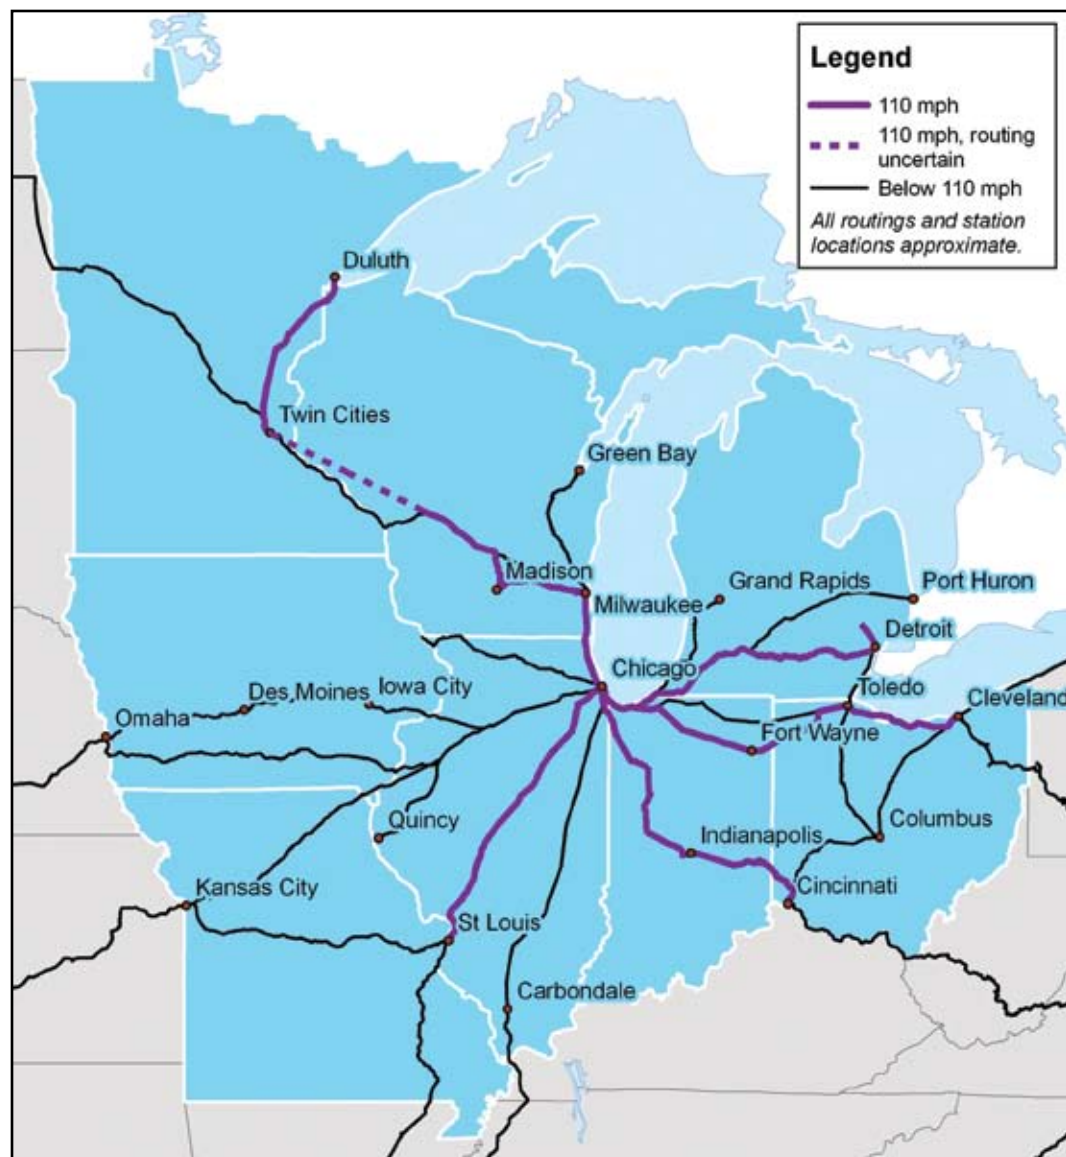 Legend
110 mph
110 mph, routing
uncertain
Below 110 mph
All routings and station
locations approximate.
Duluth
Twin Cities
Green Bay
Madison
Milwaukee
Grand Rapids
Port Huron
Detroit
Chicago
Toledo
Cleveland
Des Moines
Iowa City
Omaha
Fort Wayne
Quincy
Indianapolis
Columbus
Kansas City
Cincinnati
St Louis
Carbondale